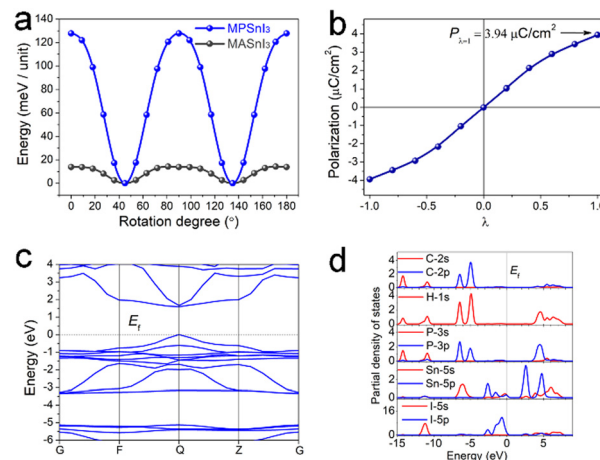 a
MPSnI₃
MASnI₃
140
120
100
80
60
40
20
0
Energy (meV / unit)
0 20 40 60 80 100 120 140 160 180
Rotation degree (°)
b
P_λ=1 = 3.94 μC/cm²
4
3
2
1
0
-1
-2
-3
-4
Polarization (μC/cm²)
-1.0 -0.5 0.0 0.5 1.0
λ
c
E_f
4
3
2
1
0
-1
-2
-3
-4
-5
-6
Energy (eV)
G F Q Z G
d
E_f
C-2s
C-2p
4
2
0
H-1s
4
2
0
P-3s
P-3p
4
2
0
Sn-5s
Sn-5p
4
2
0
I-5s
I-5p
16
0
Partial density of states
-15 -10 -5 0 5
Energy (eV)